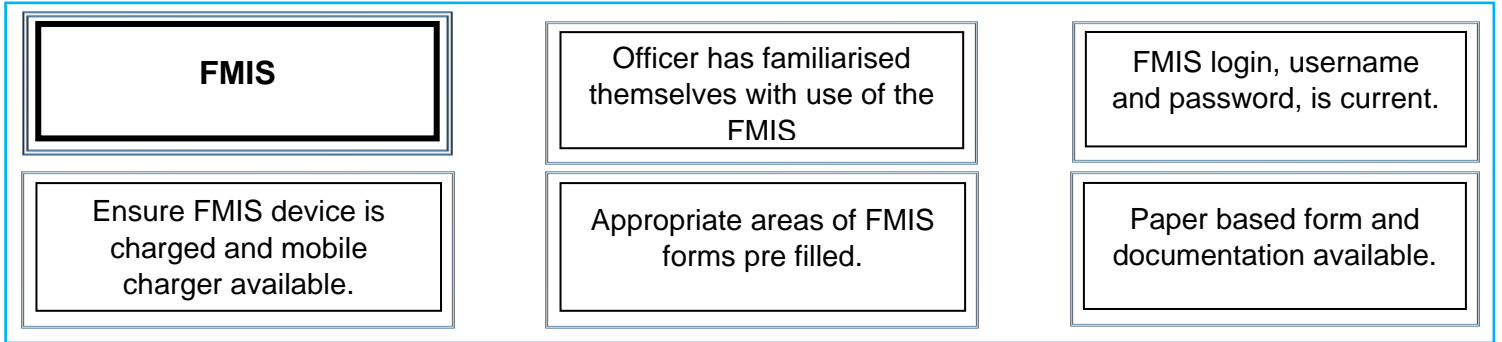 FMIS
Officer has familiarised
themselves with use of the
FMIS
FMIS login, username
and password, is current.
Ensure FMIS device is
charged and mobile
charger available.
Appropriate areas of FMIS
forms pre filled.
Paper based form and
documentation available.